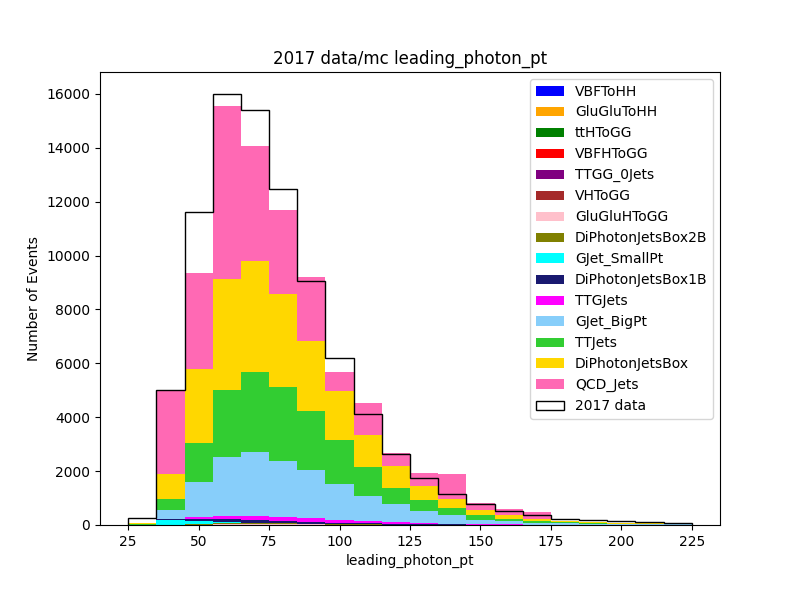 2017 data/mc leading_photon_pt
Number of Events
16000
14000
12000
10000
8000
6000
4000
2000
0
25
50
75
100
125
150
175
200
225
leading_photon_pt
VBFToHH
GluGluToHH
ttHToGG
VBFHToGG
TTGG_0Jets
VHToGG
GluGluHToGG
DiPhotonJetsBox2B
GJet_SmallPt
DiPhotonJetsBox1B
TTGJets
GJet_BigPt
TTJets
DiPhotonJetsBox
QCD_Jets
2017 data